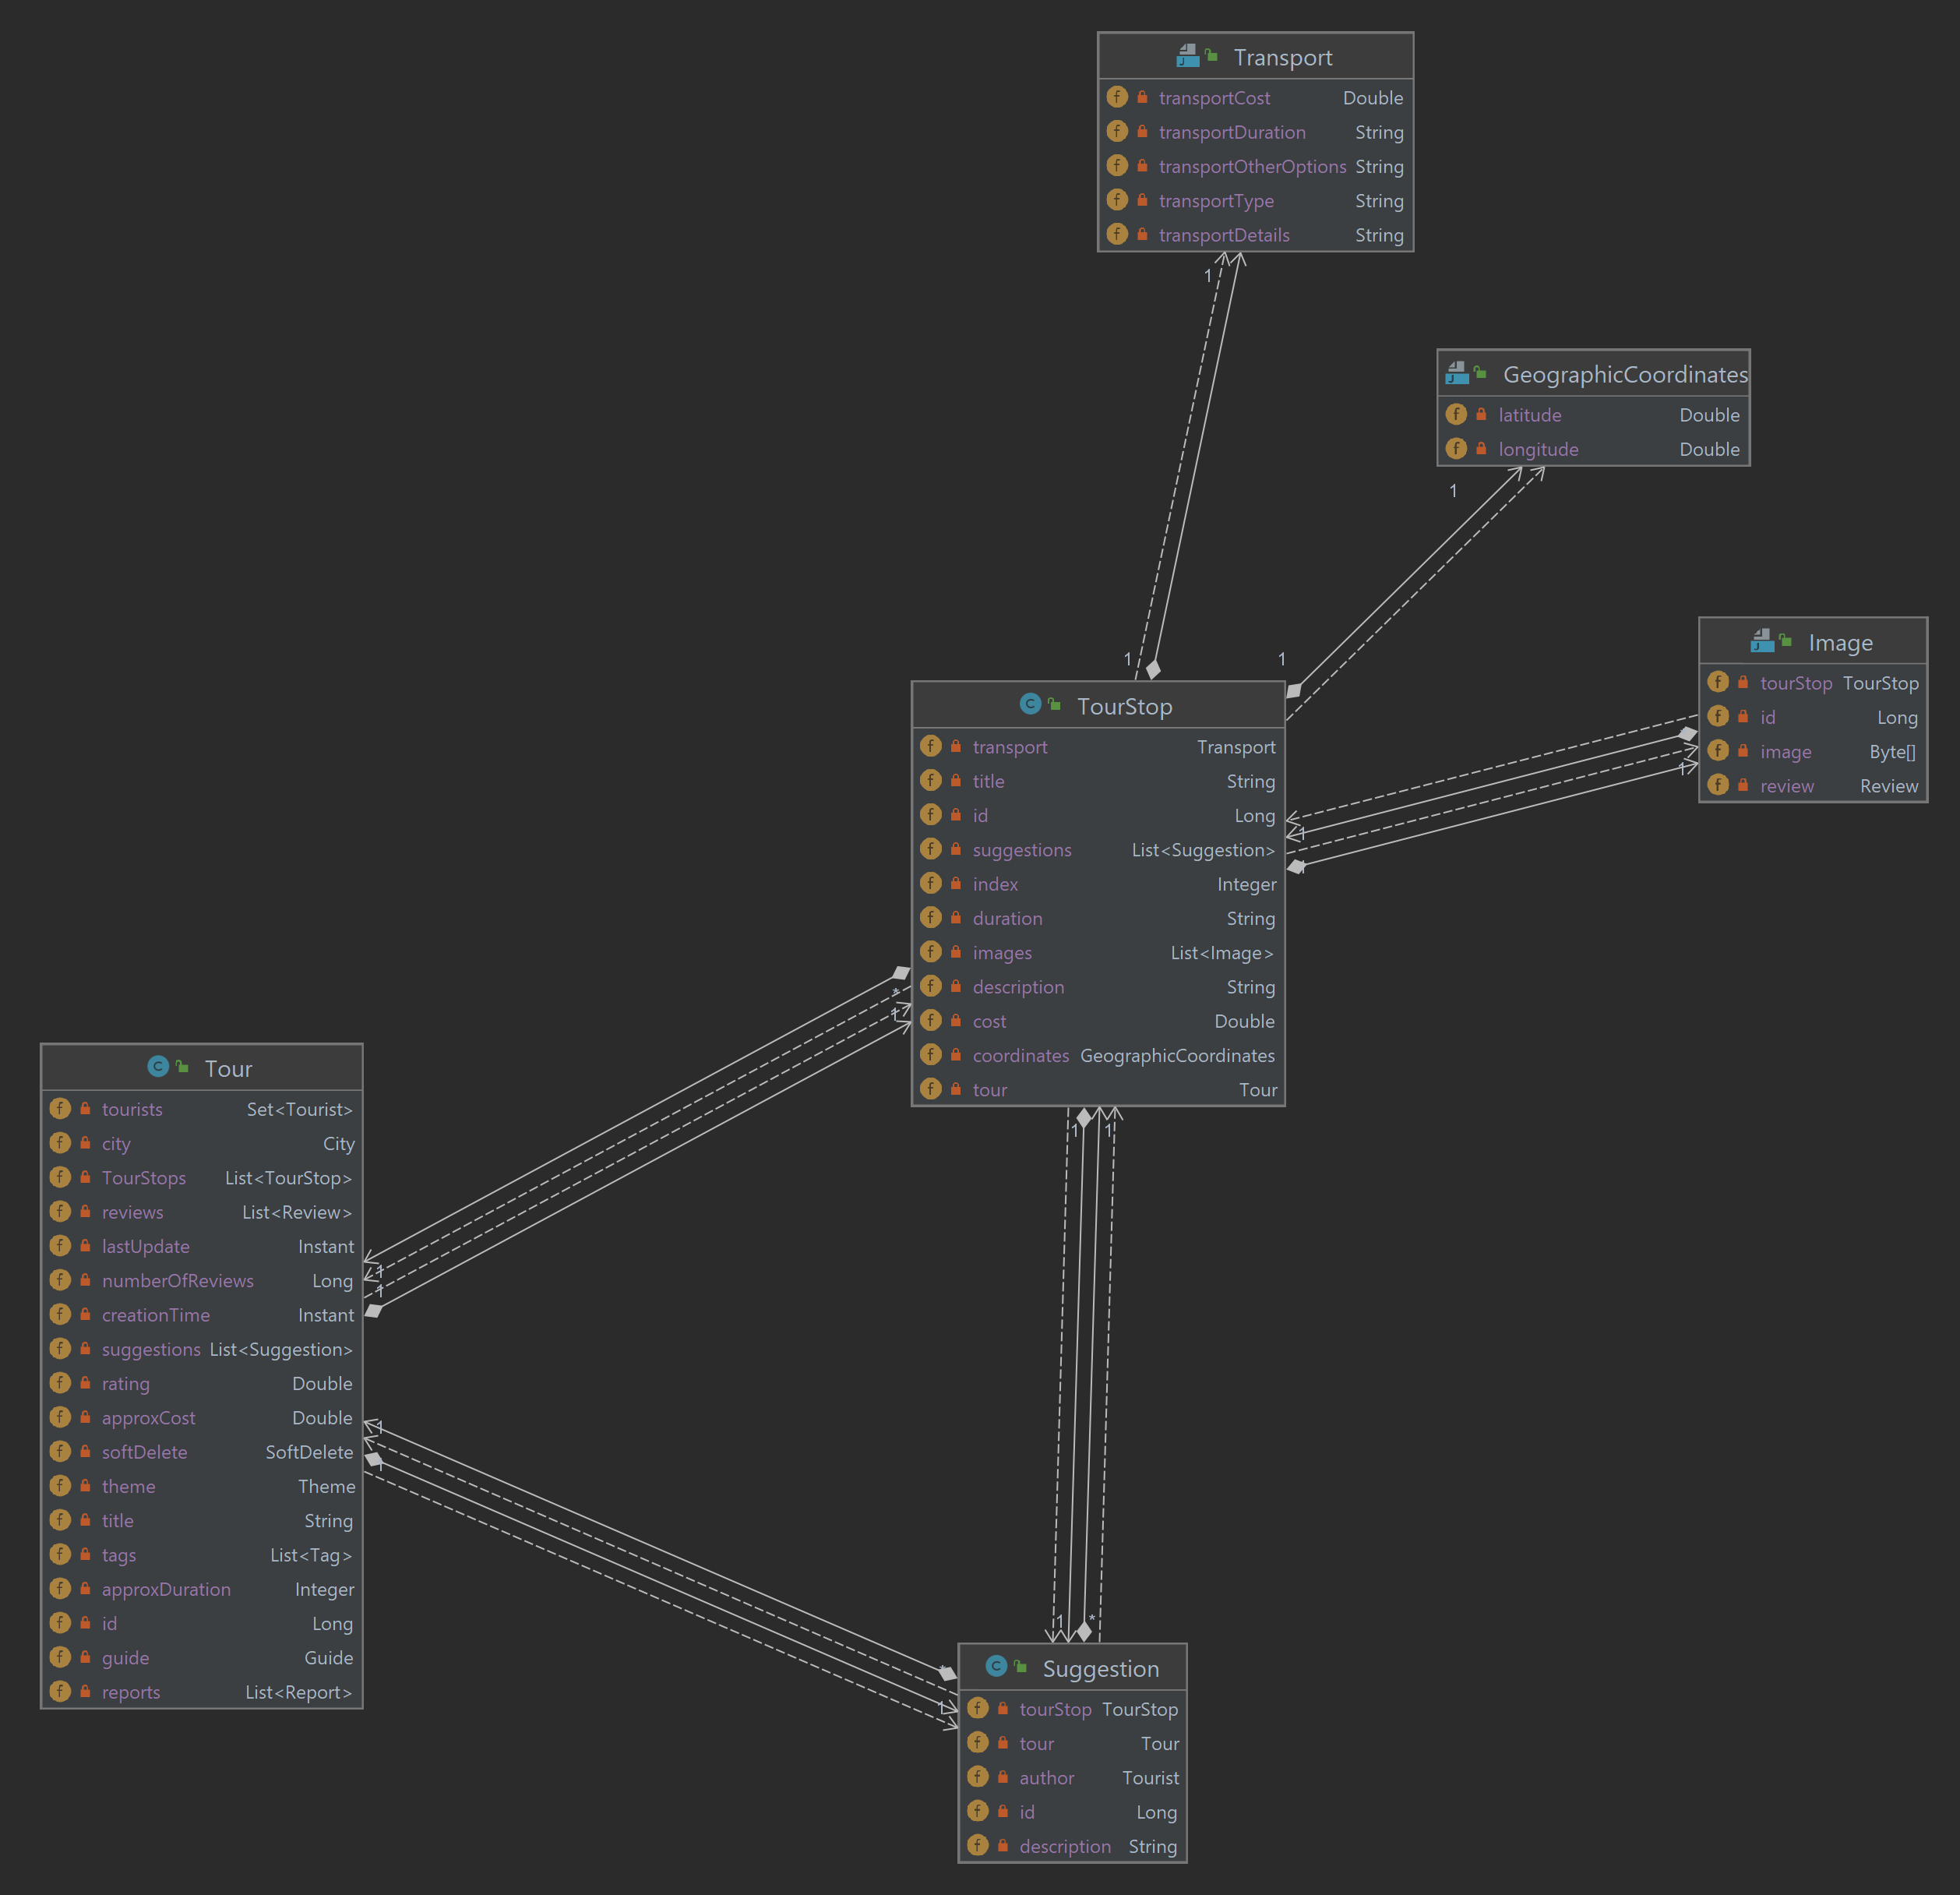 Transport
transportCost Double
transportDuration String
transportOtherOptions String
transportType String
transportDetails String
1
GeographicCoordinates
latitude Double
longitude Double
1
Image
tourStop TourStop
id Long
image Byte[]
review Review
1
1
1
TourStop
transport Transport
title String
id Long
suggestions List<Suggestion>
index Integer
duration String
images List<Image>
description String
cost Double
coordinates GeographicCoordinates
tour Tour
1
1
*
1
1
1
Tour
tourists Set<Tourist>
city City
TourStops List<TourStop>
reviews List<Review>
lastUpdate Instant
numberOfReviews Long
creationTime Instant
suggestions List<Suggestion>
rating Double
approxCost Double
softDelete SoftDelete
theme Theme
title String
tags List<Tag>
approxDuration Integer
id Long
guide Guide
reports List<Report>
1
1
1
1
1
*
*
1
Suggestion
tourStop TourStop
tour Tour
author Tourist
id Long
description String